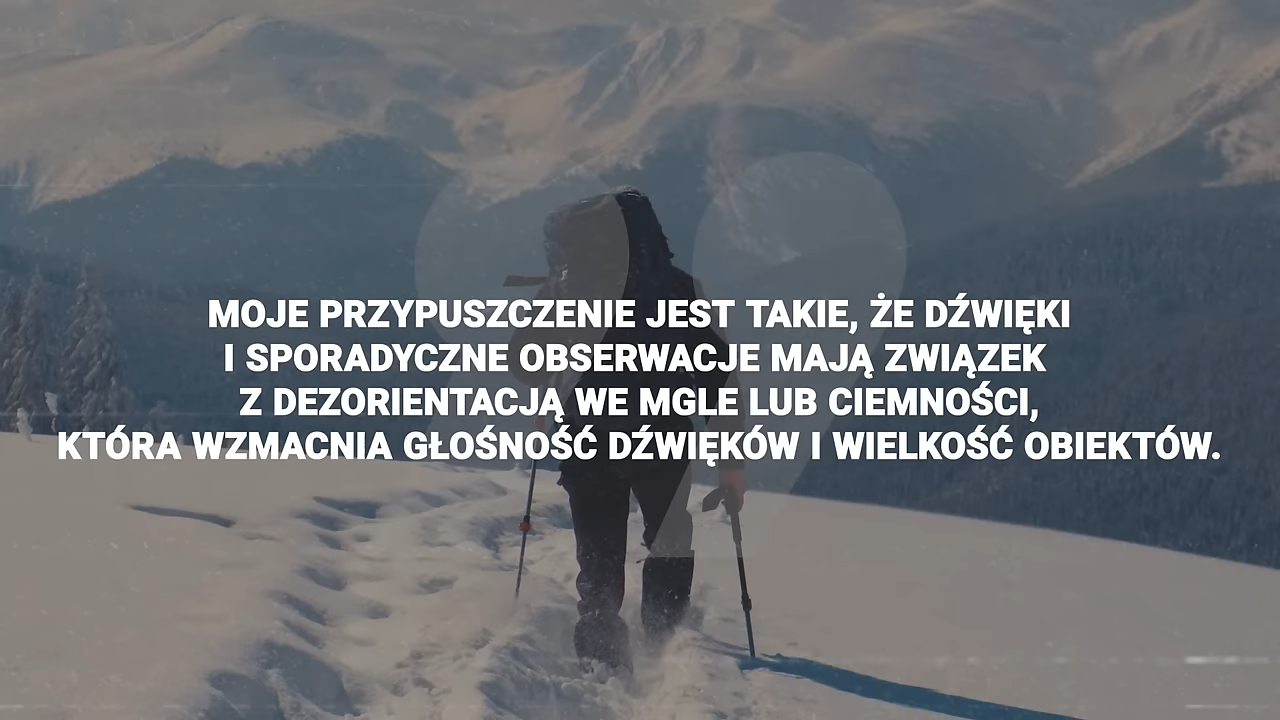 MOJE PRZYPUSZCZENIE JEST TAKIE, ŻE DŹWIĘKI
I SPORADYCZNE OBSERWACJE MAJĄ ZWIĄZEK
Z DEZORIENTACJĄ WE MGLE LUB CIEMNOŚCI,
KTÓRA WZMACNIA GŁOŚNOŚĆ DŹWIĘKÓW I WIELKOŚĆ OBIEKTÓW.